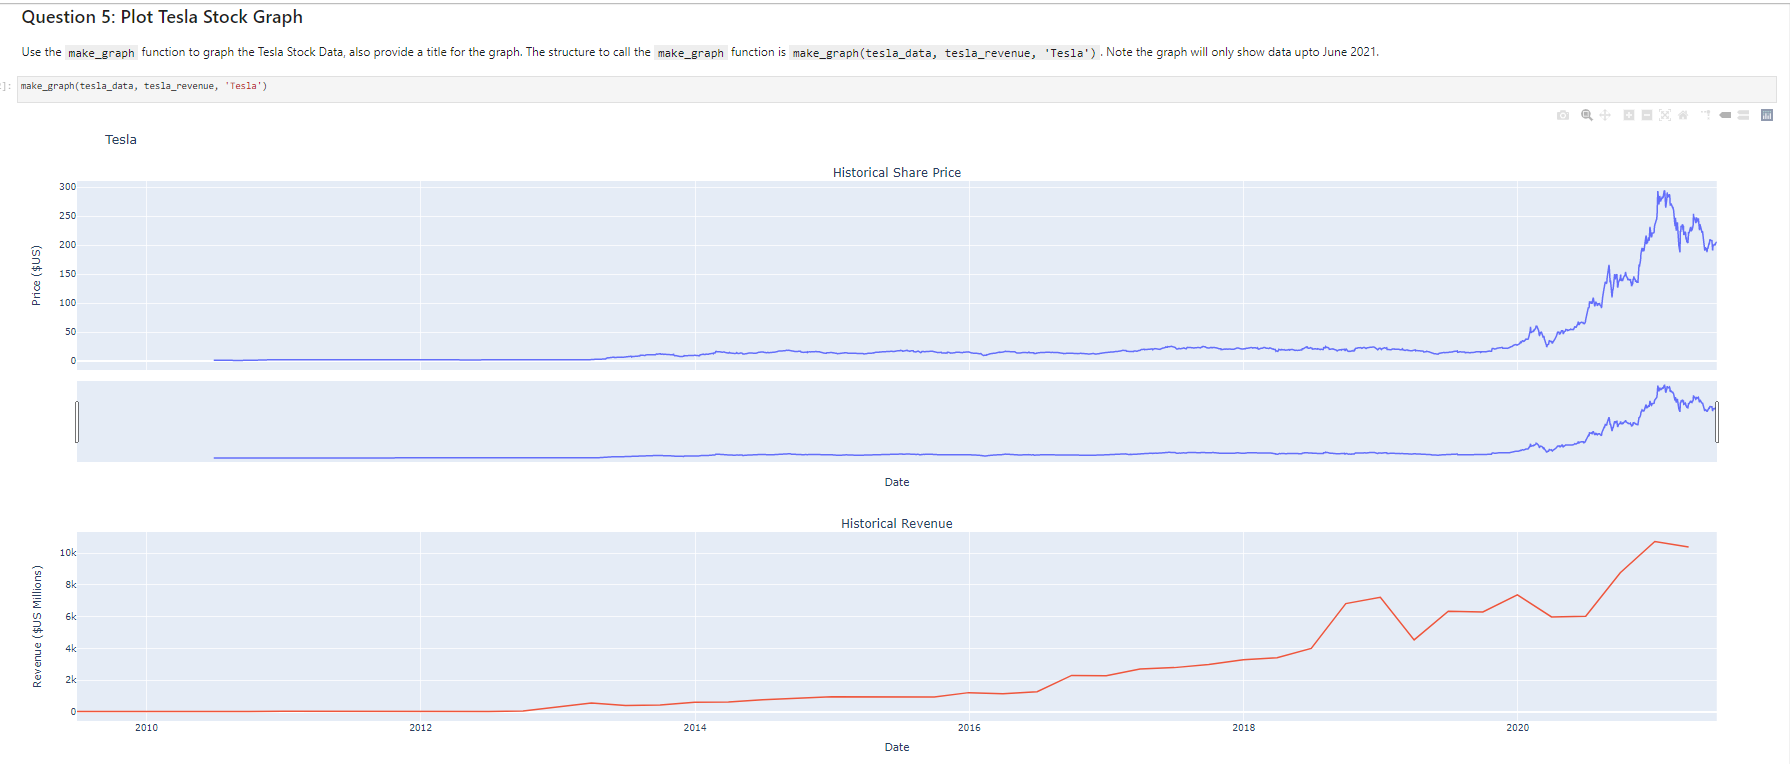 Question 5: Plot Tesla Stock Graph
Use the make_graph function to graph the Tesla Stock Data, also provide a title for the graph. The structure to call the make_graph function is make_graph(tesla_data, tesla_revenue, 'Tesla') . Note the graph will only show data upto June 2021.
]: make_graph(tesla_data, tesla_revenue, 'Tesla')
Tesla
Historical Share Price
Price ($US)
300
250
200
150
100
50
0
Date
Historical Revenue
Revenue ($US Millions)
10k
8k
6k
4k
2k
0
2010 2012 2014 2016 2018 2020
Date